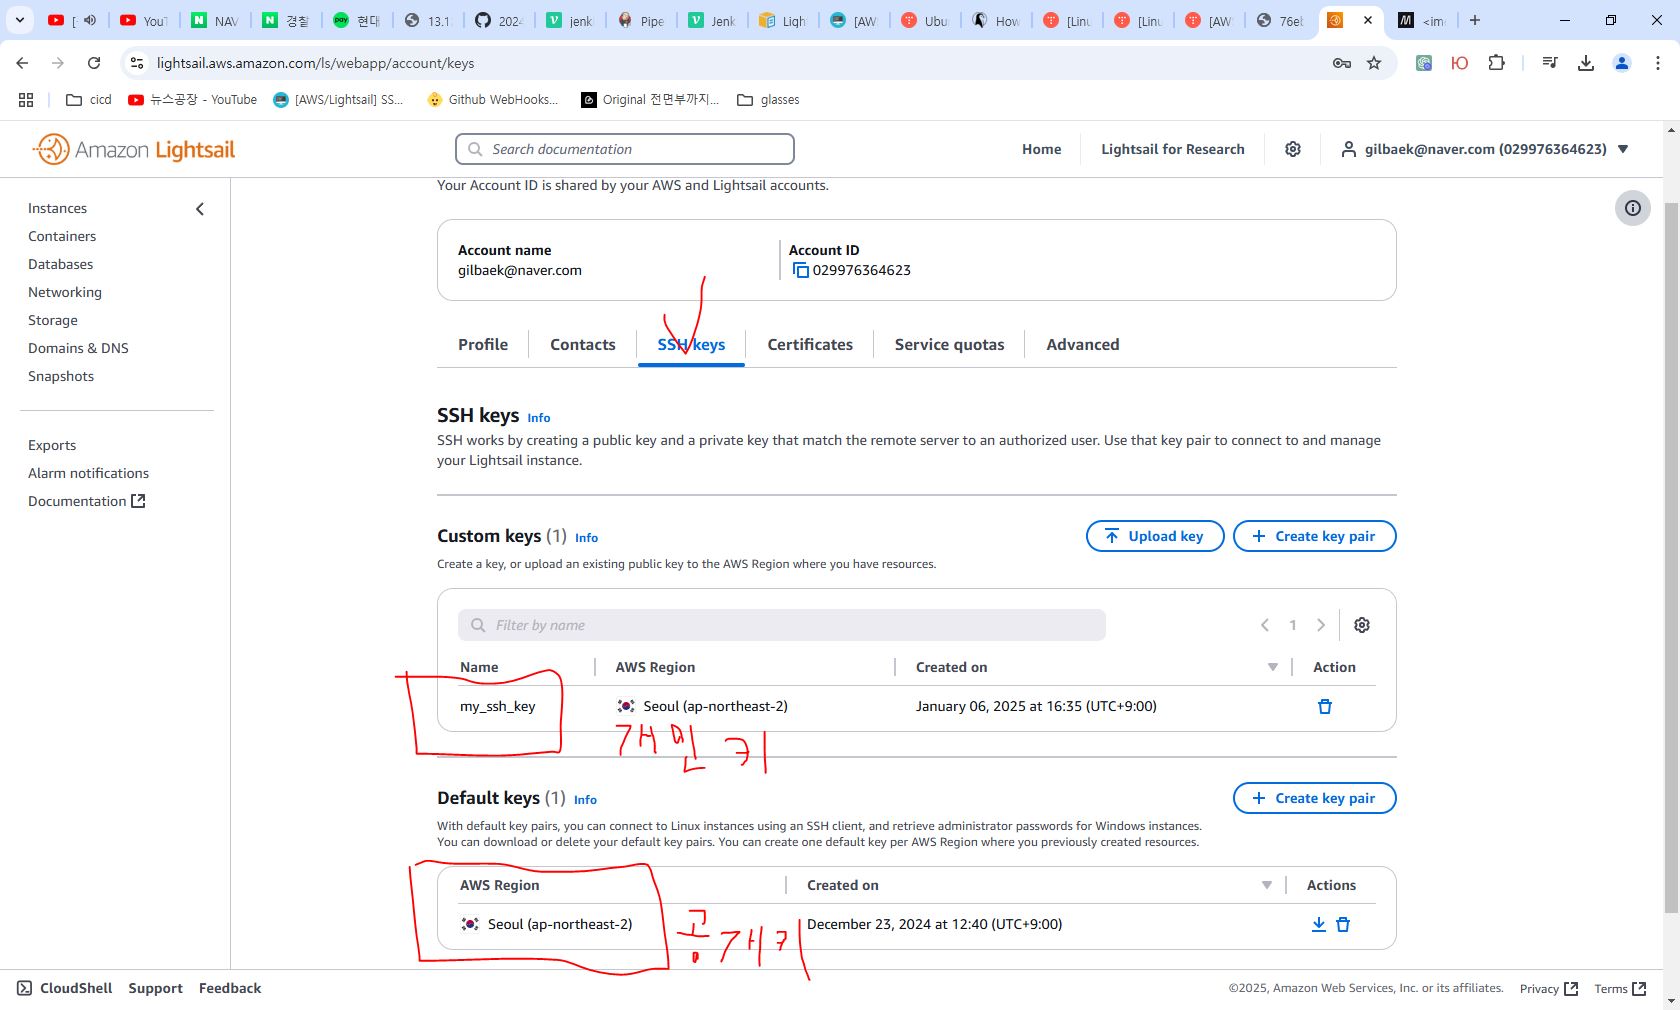 [
YouT
NAV
경찰
pay
현대
13.1
2024
jenk
Pipe
Jenk
Ligh
[AW
Ubun
How
[Linu
[Linu
[AW
76eb
<im
lightsail.aws.amazon.com/ls/webapp/account/keys
cicd
뉴스공장 - YouTube
[AWS/Lightsail] SS...
Github WebHooks...
Original 전면부까지...
glasses
Amazon Lightsail
Search documentation
Home
Lightsail for Research
gilbaek@naver.com (029976364623)
Instances
Containers
Databases
Networking
Storage
Domains & DNS
Snapshots
Exports
Alarm notifications
Documentation
Your Account ID is shared by your AWS and Lightsail accounts.
Account name
gilbaek@naver.com
Account ID
029976364623
Profile
Contacts
SSH keys
Certificates
Service quotas
Advanced
SSH keys Info
SSH works by creating a public key and a private key that match the remote server to an authorized user. Use that key pair to connect to and manage
your Lightsail instance.
Custom keys (1) Info
Upload key
Create key pair
Create a key, or upload an existing public key to the AWS Region where you have resources.
Filter by name
1
Name
AWS Region
Created on
Action
my_ssh_key
Seoul (ap-northeast-2)
January 06, 2025 at 16:35 (UTC+9:00)
개인 키
Default keys (1) Info
Create key pair
With default key pairs, you can connect to Linux instances using an SSH client, and retrieve administrator passwords for Windows instances.
You can download or delete your default key pairs. You can create one default key per AWS Region where you previously created resources.
AWS Region
Created on
Actions
Seoul (ap-northeast-2)
December 23, 2024 at 12:40 (UTC+9:00)
공개키
CloudShell
Support
Feedback
©2025, Amazon Web Services, Inc. or its affiliates.
Privacy
Terms